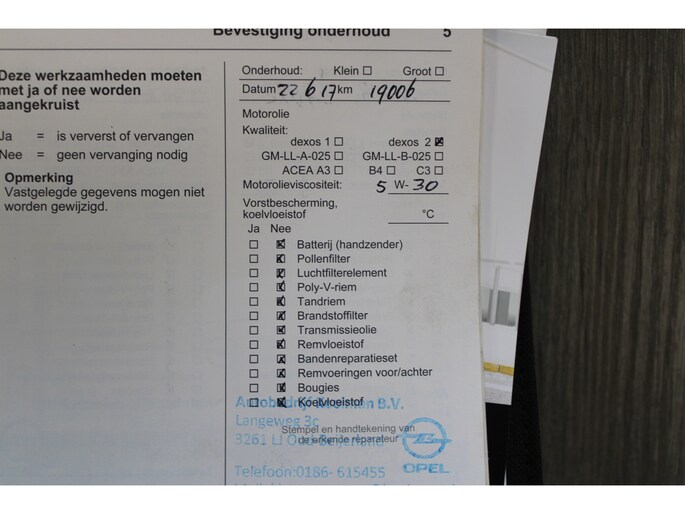 Bevestiging onderhoud 5
Deze werkzaamheden moeten
met ja of nee worden
aangekruist
Ja = is ververst of vervangen
Nee = geen vervanging nodig
Opmerking
Vastgelegde gegevens mogen niet
worden gewijzigd.
Onderhoud: Klein ☐ Groot ☐
Datum 22 6 17 km 19006
Motorolie
Kwaliteit:
dexos 1 ☐ dexos 2 ☒
GM-LL-A-025 ☐ GM-LL-B-025 ☐
ACEA A3 ☐ B4 ☐ C3 ☐
Motorolieviscositeit: 5 W- 30
Vorstbescherming,
koelvloeistof °C
Ja Nee
☐ ☒ Batterij (handzender)
☐ ☒ Pollenfilter
☐ ☒ Luchtfilterelement
☐ ☒ Poly-V-riem
☐ ☒ Tandriem
☐ ☒ Brandstoffilter
☐ ☒ Transmissieolie
☐ ☒ Remvloeistof
☐ ☒ Bandenreparatieset
☐ ☒ Remvoeringen voor/achter
☐ ☒ Bougies
☐ ☒ Koelvloeistof
B.V.
Langeweg 3c
Stempel en handtekening van
de erkende reparateur
3261 LJ Oud-Beijerland
OPEL
Telefoon:0186- 615455